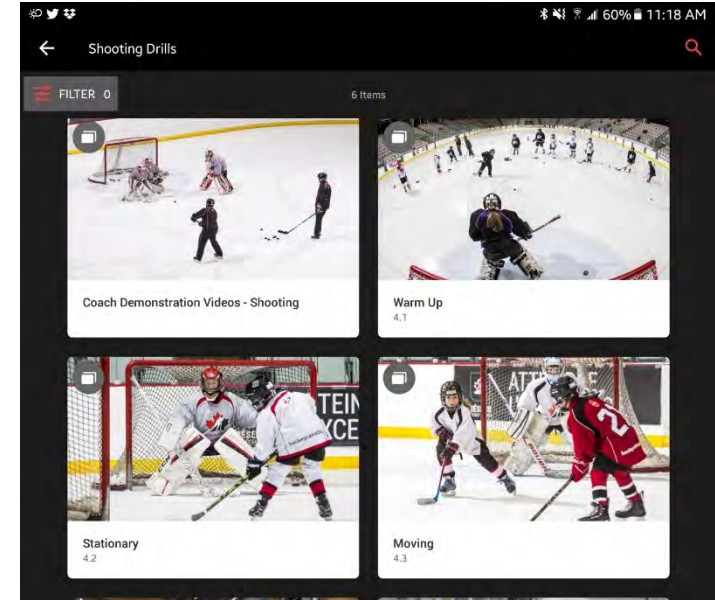 60% 11:18 AM
Shooting Drills
FILTER 0
6 Items
Coach Demonstration Videos - Shooting
Warm Up
4.1
Stationary
4.2
Moving
4.3